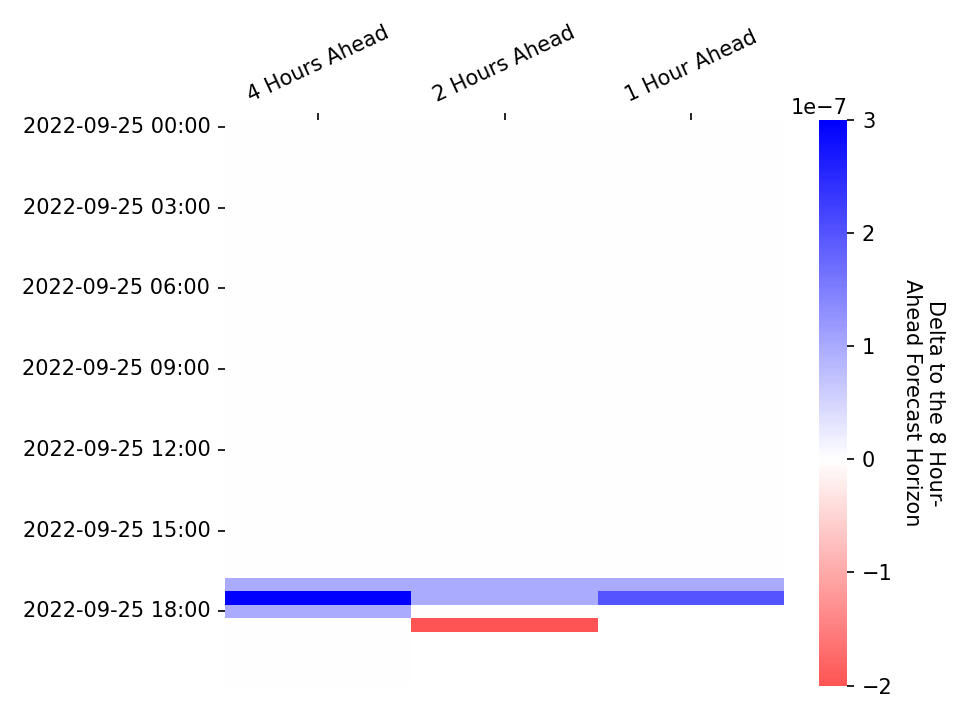 4 Hours Ahead
2 Hours Ahead
1 Hour Ahead
1e−7
2022-09-25 00:00
2022-09-25 03:00
2022-09-25 06:00
2022-09-25 09:00
2022-09-25 12:00
2022-09-25 15:00
2022-09-25 18:00
3
2
1
0
−1
−2
Delta to the 8 Hour-
Ahead Forecast Horizon